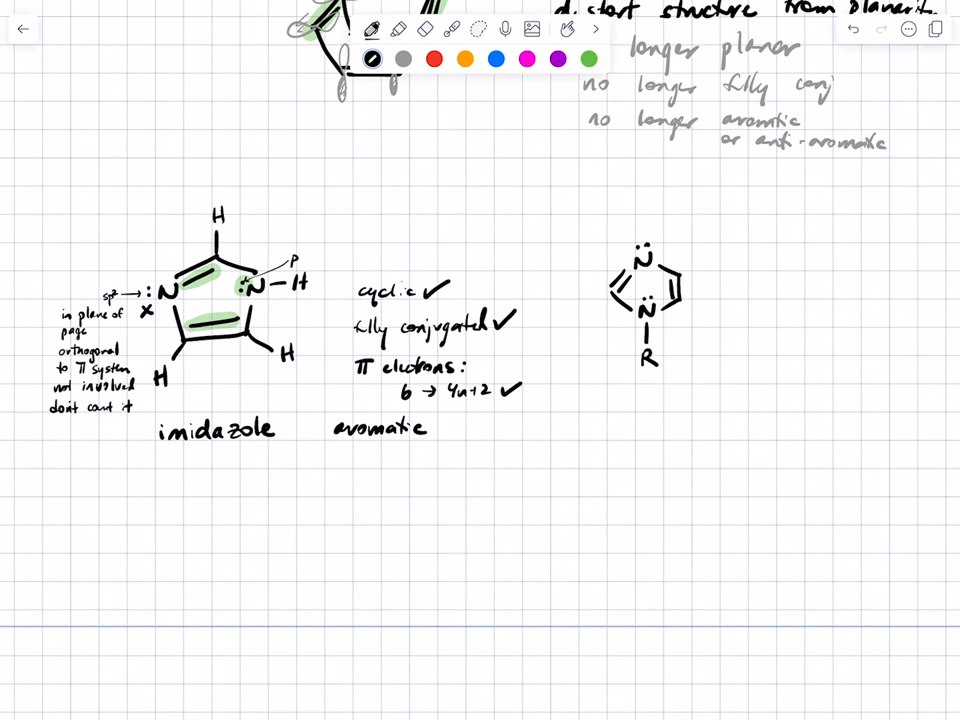 distort structure from planarity
longer planar
no longer fully conj
no longer aromatic
or anti-aromatic
H
P
sp² → : N
:N-H
x
in plane of
page
orthogonal
to π system
not involved
don't count it
H
H
imidazole
cyclic ✓
fully conjugated ✓
π electrons:
6 → 4n+2 ✓
aromatic
N
N
R